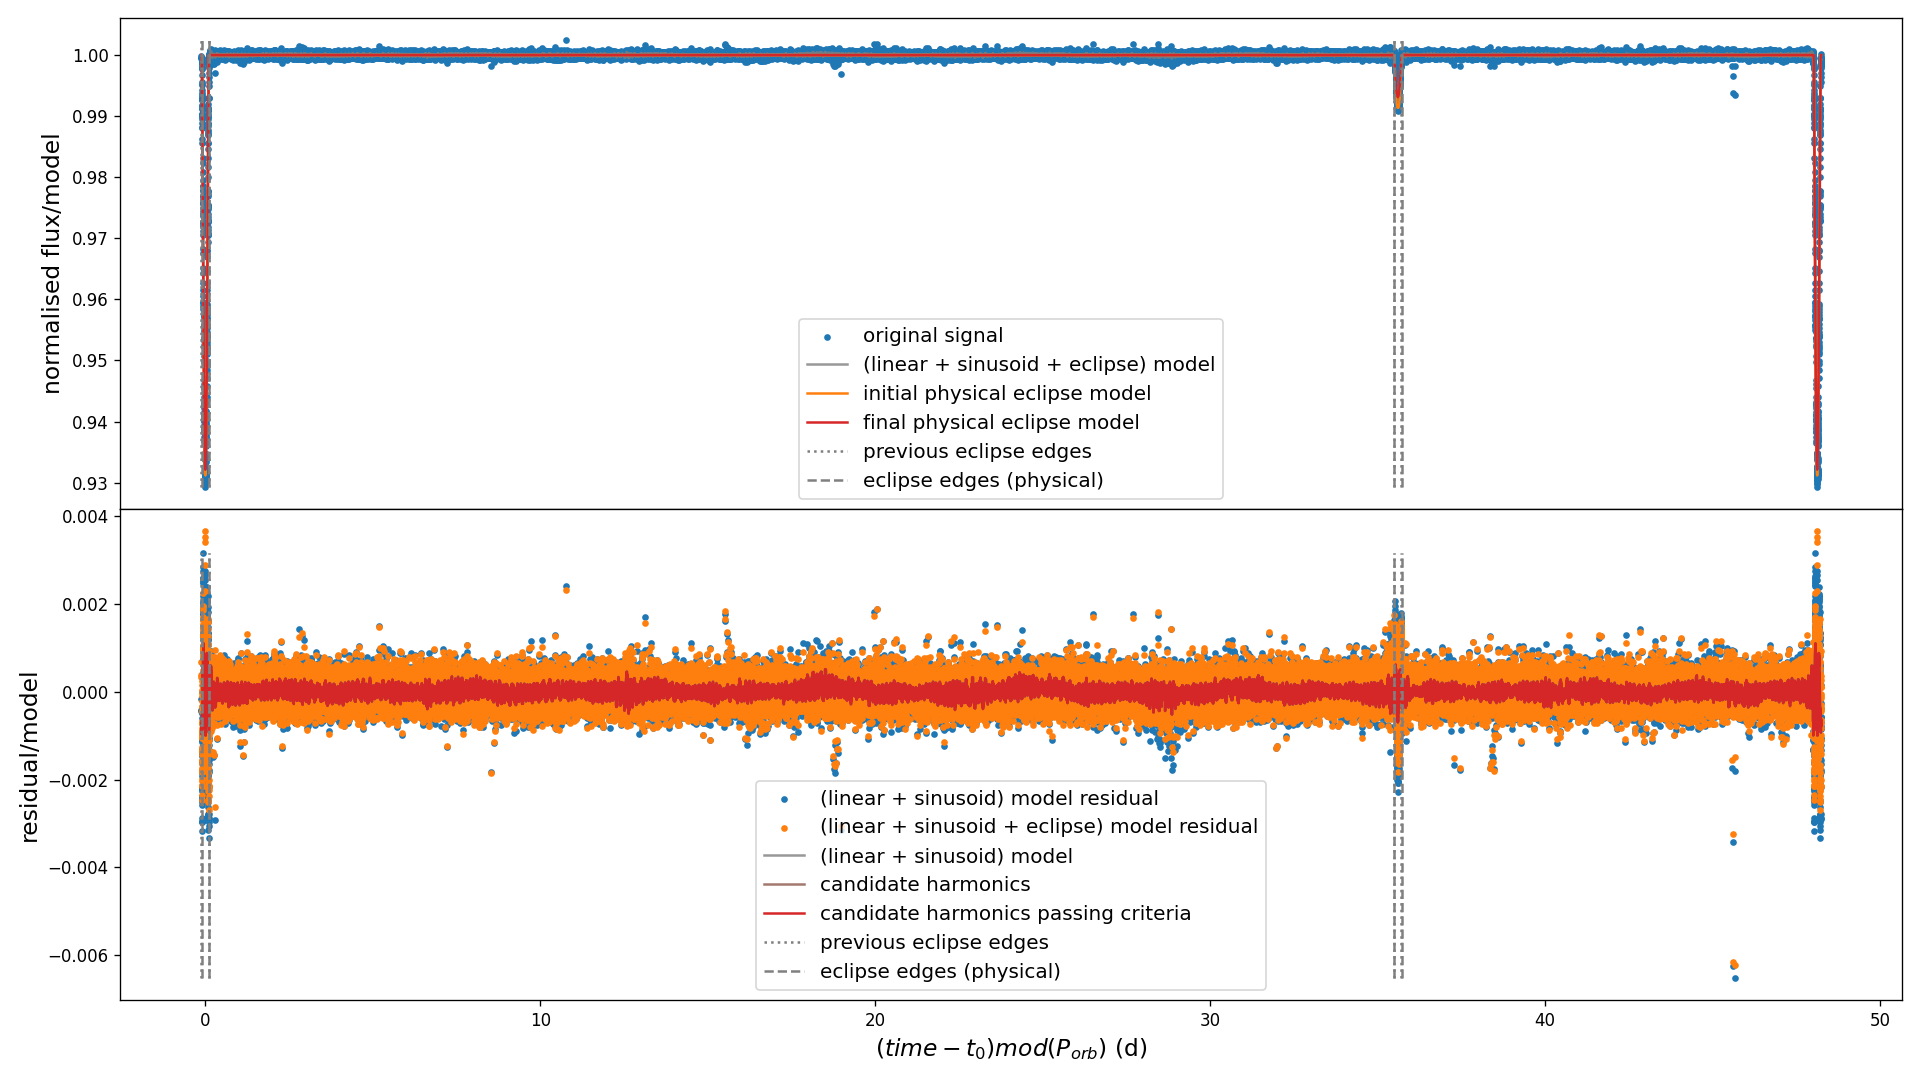 1.00
0.99
0.98
0.97
0.96
0.95
0.94
0.93
normalised flux/model
original signal
(linear + sinusoid + eclipse) model
initial physical eclipse model
final physical eclipse model
previous eclipse edges
eclipse edges (physical)
0.004
0.002
0.000
−0.002
−0.004
−0.006
residual/model
(linear + sinusoid) model residual
(linear + sinusoid + eclipse) model residual
(linear + sinusoid) model
candidate harmonics
candidate harmonics passing criteria
previous eclipse edges
eclipse edges (physical)
0 10 20 30 40 50
(time − t₀)mod(Pₒᵣb) (d)